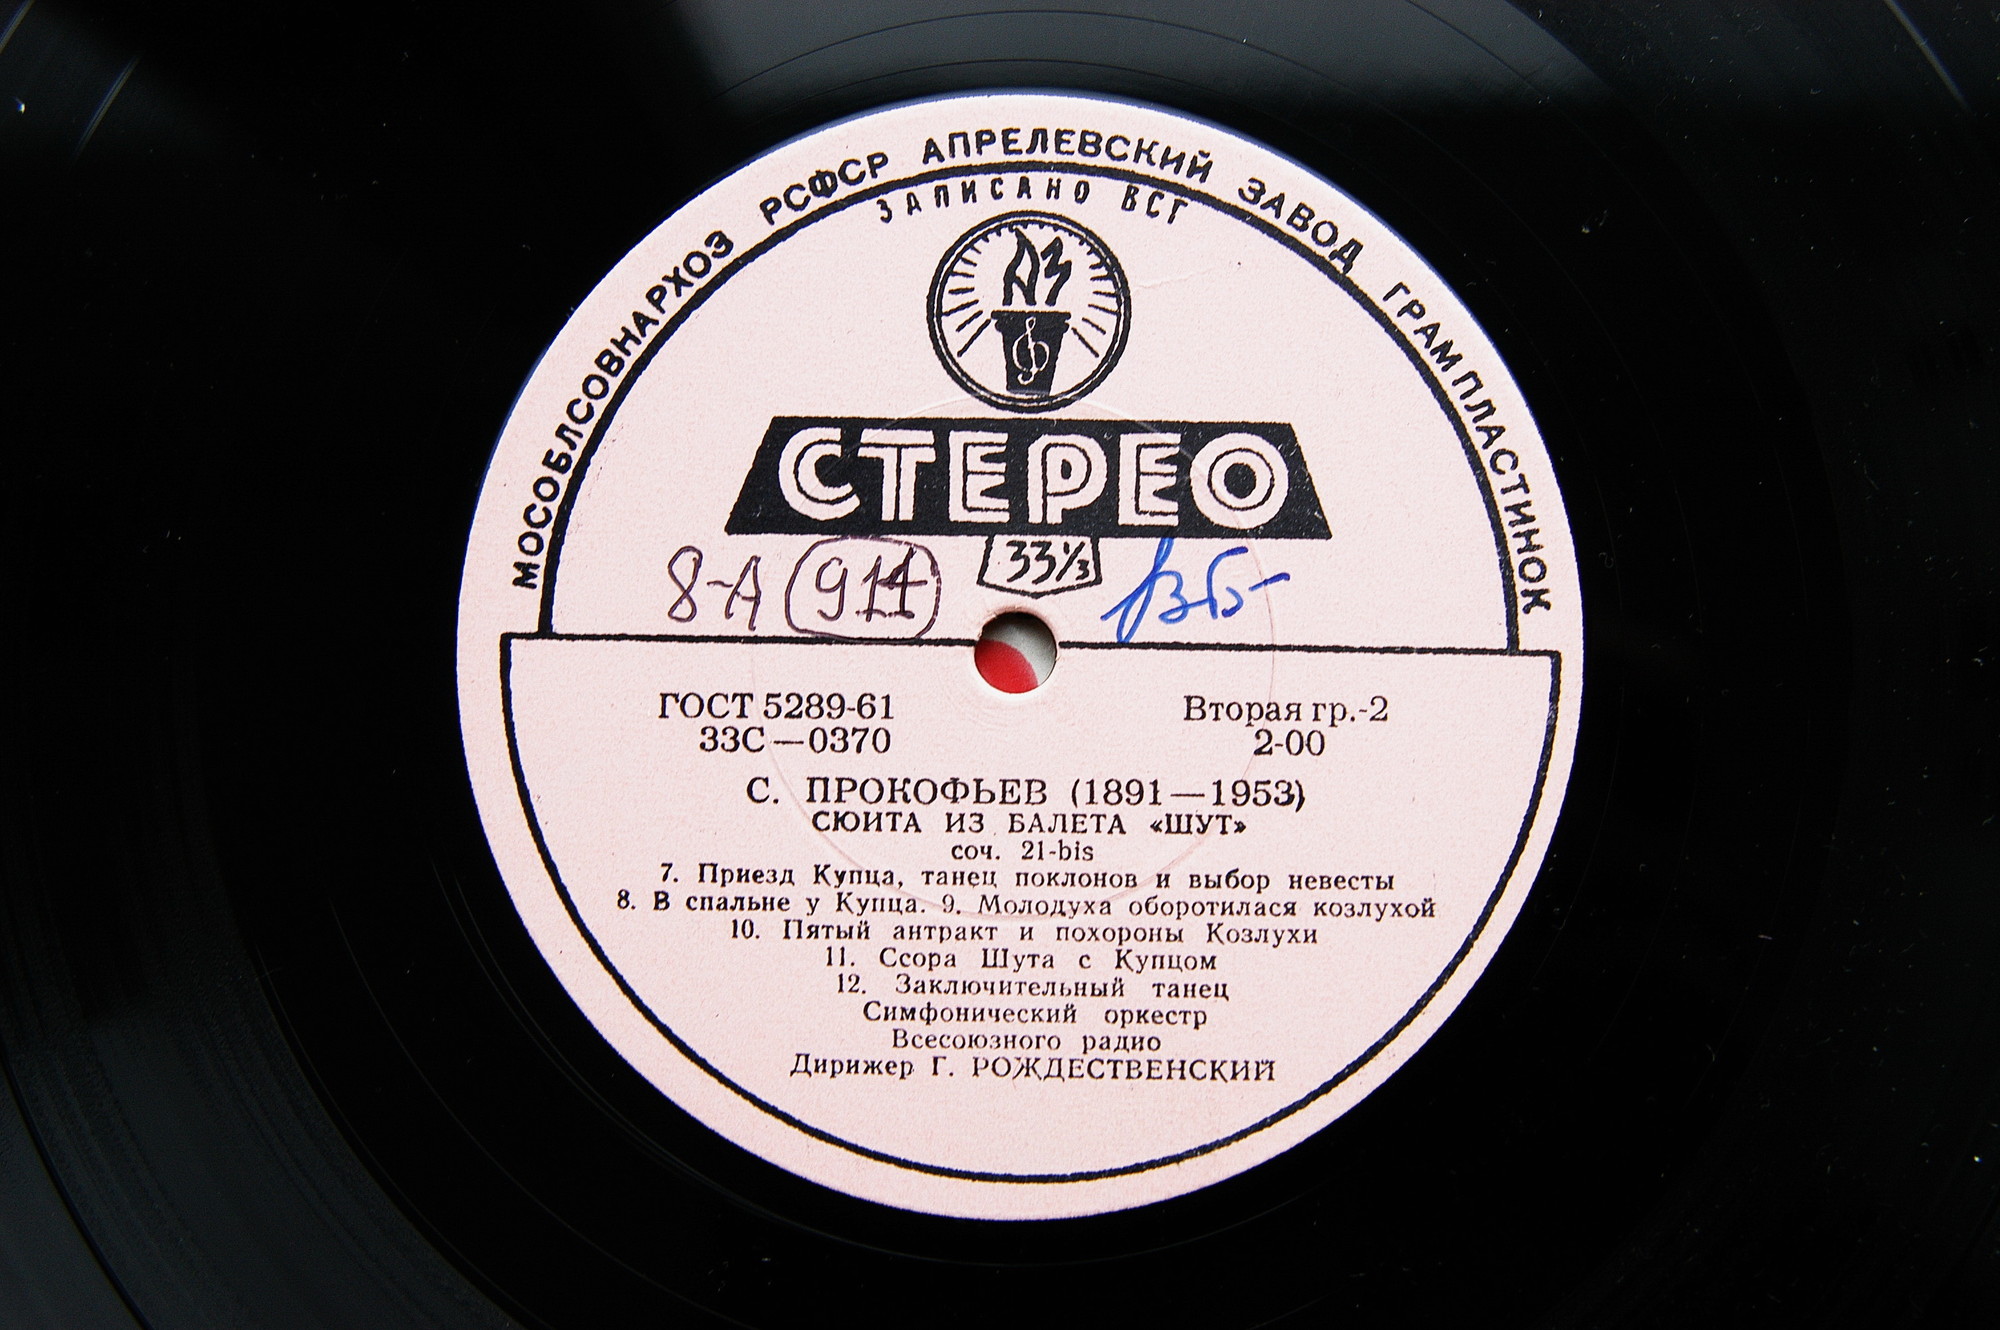 МОСОБЛСОВНАРХОЗ РСФСР АПРЕЛЕВСКИЙ ЗАВОД ГРАМПЛАСТИНОК
ЗАПИСАНО ВСГ
СТЕРЕО
33⅓
8-А 911
ГОСТ 5289-61 Вторая гр.-2
33С—0370 2-00
С. ПРОКОФЬЕВ (1891—1953)
СЮИТА ИЗ БАЛЕТА «ШУТ»
соч. 21-bis
7. Приезд Купца, танец поклонов и выбор невесты
8. В спальне у Купца. 9. Молодуха оборотилася козлухой
10. Пятый антракт и похороны Козлухи
11. Ссора Шута с Купцом
12. Заключительный танец
Симфонический оркестр
Всесоюзного радио
Дирижер Г. РОЖДЕСТВЕНСКИЙ